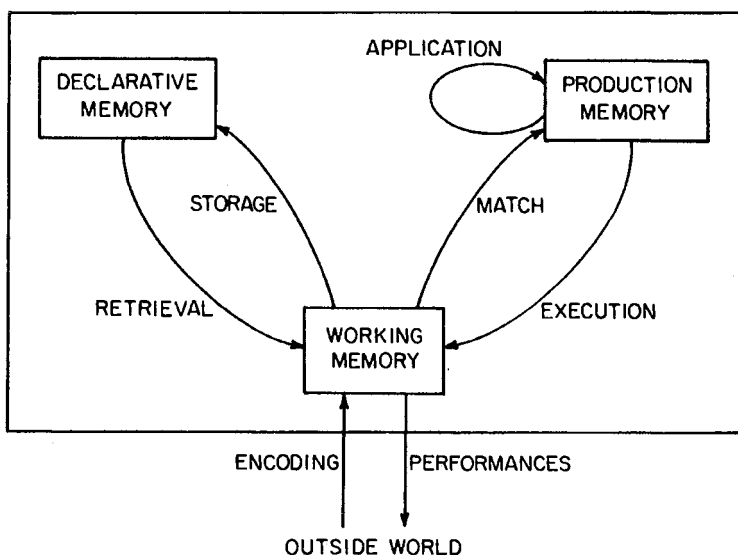 APPLICATION
DECLARATIVE
MEMORY
PRODUCTION
MEMORY
STORAGE
MATCH
RETRIEVAL
EXECUTION
WORKING
MEMORY
ENCODING
PERFORMANCES
OUTSIDE WORLD